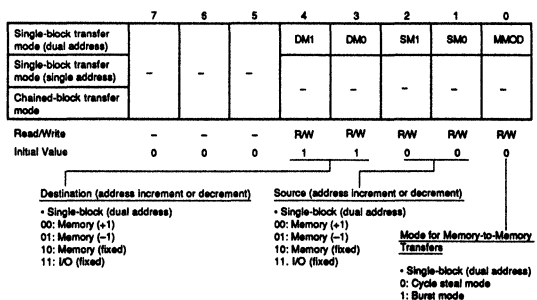 7 6 5 4 3 2 1 0
Single-block transfer mode (dual address) DM1 DM0 SM1 SM0 MMOD
Single-block transfer mode (single address) – – – – – – – –
Chained-block transfer mode
Read/Write – – – R/W R/W R/W R/W R/W
Initial Value 0 0 0 1 1 0 0 0
Destination (address increment or decrement)
• Single-block (dual address)
00: Memory (+1)
01: Memory (–1)
10: Memory (fixed)
11: I/O (fixed)
Source (address increment or decrement)
• Single-block (dual address)
00: Memory (+1)
01: Memory (–1)
10: Memory (fixed)
11: I/O (fixed)
Mode for Memory-to-Memory
Transfers
• Single-block (dual address)
0: Cycle steal mode
1: Burst mode